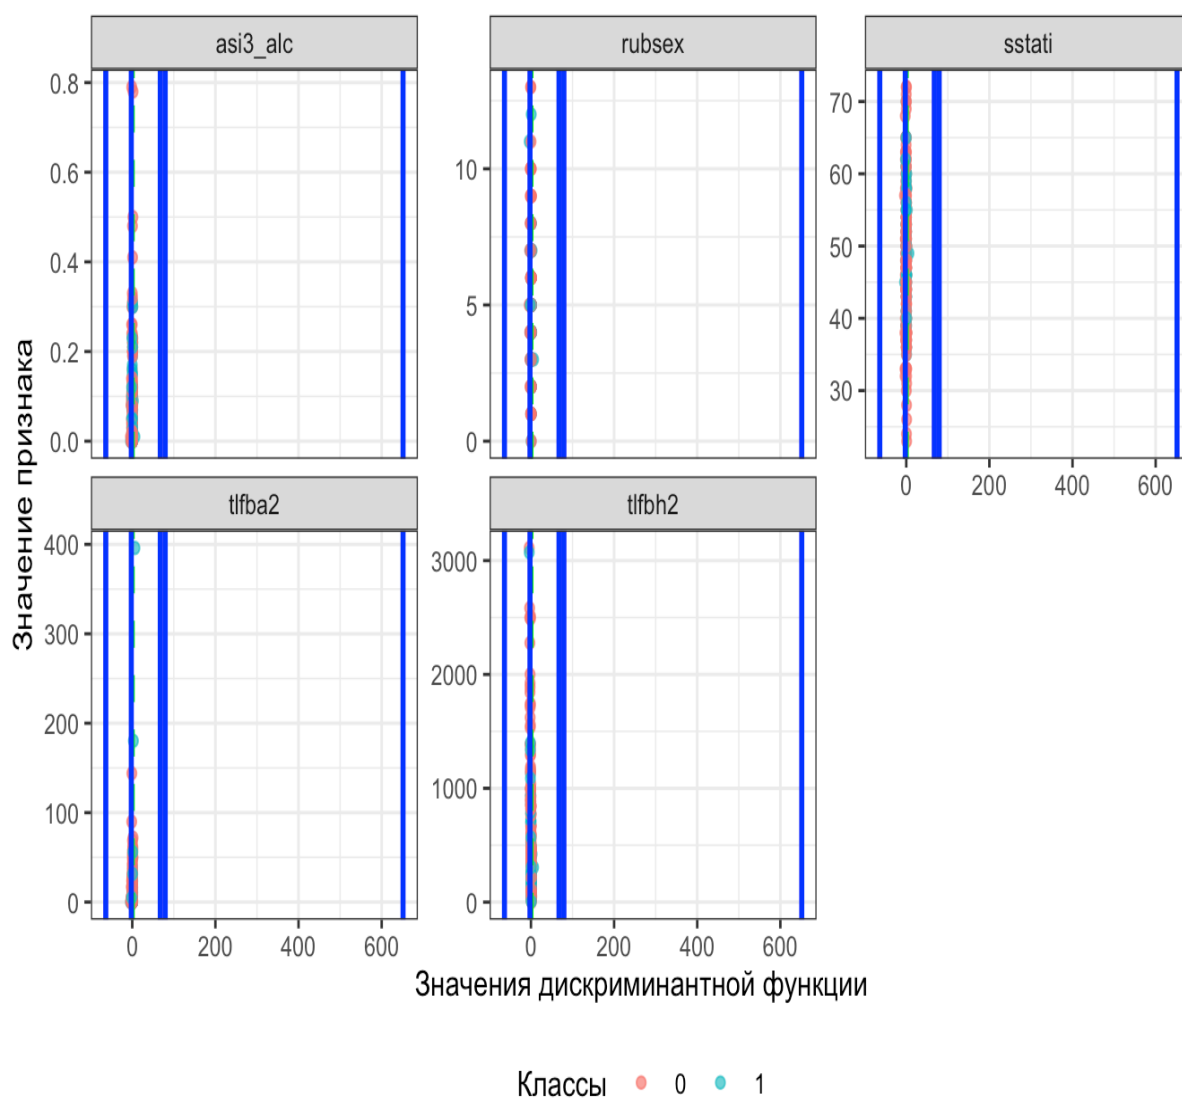 asi3_alc rubsex sstati
0.8
0.6
0.4
0.2
0.0
10
5
0
70
60
50
40
30
0 200 400 600
Значение признака
tlfba2 tlfbh2
400
300
200
100
0
3000
2000
1000
0
0 200 400 600
0 200 400 600
Значения дискриминантной функции
Классы 0 1